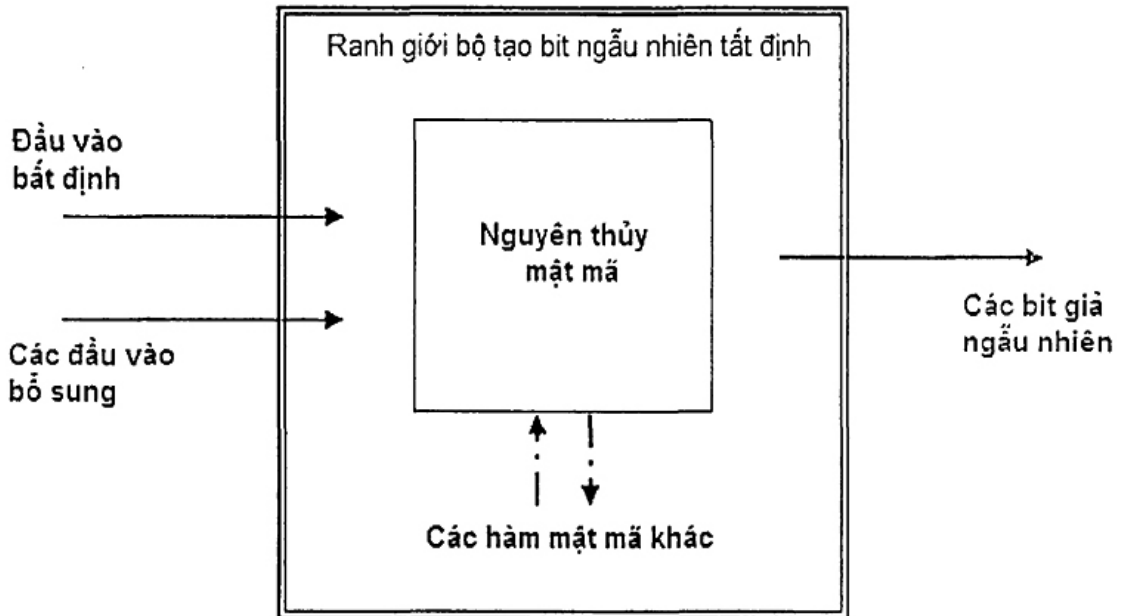 Ranh giới bộ tạo bit ngẫu nhiên tất định
Đầu vào
bất định
Nguyên thủy
mật mã
Các bit giả
ngẫu nhiên
Các đầu vào
bổ sung
Các hàm mật mã khác